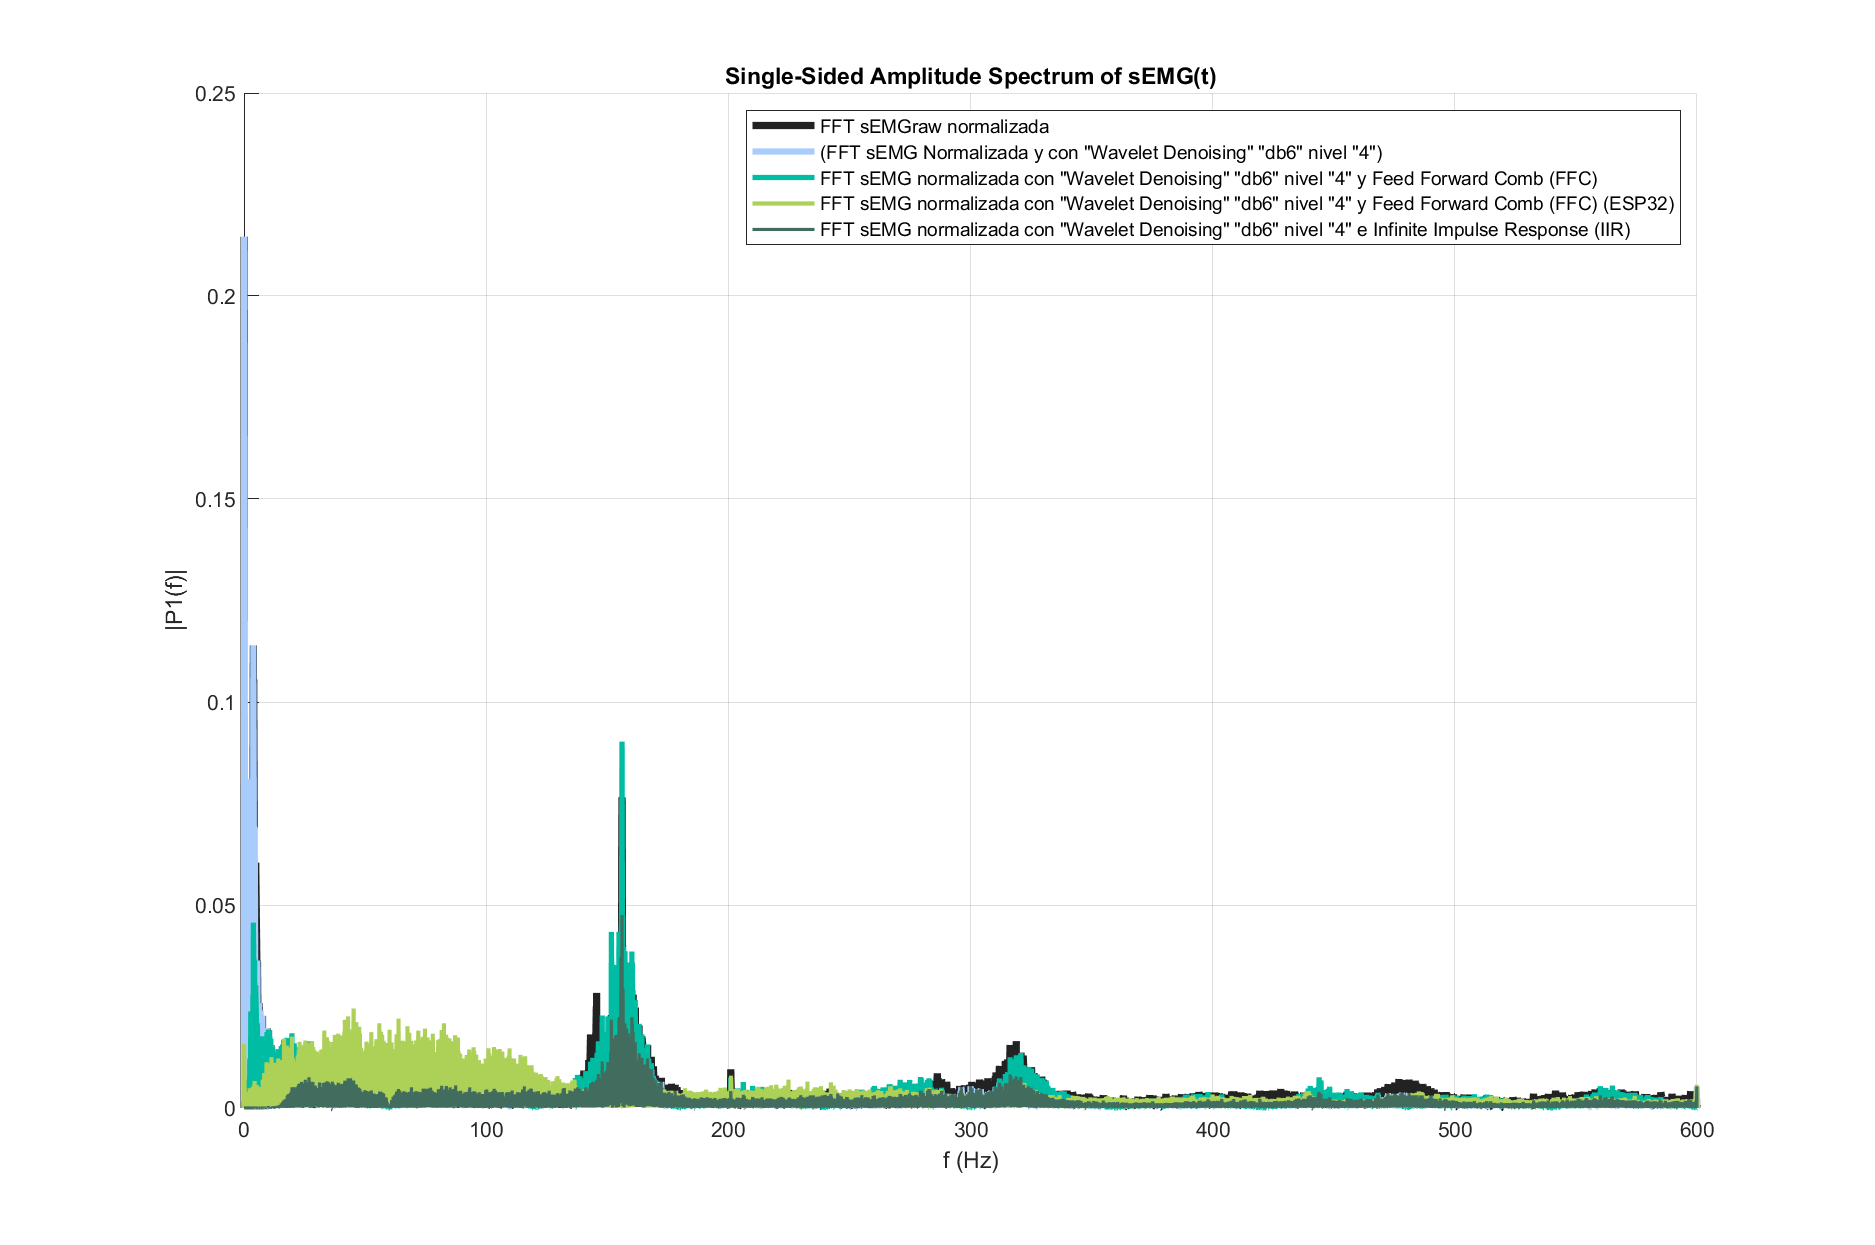 Single-Sided Amplitude Spectrum of sEMG(t)
FFT sEMGraw normalizada
(FFT sEMG Normalizada y con "Wavelet Denoising" "db6" nivel "4")
FFT sEMG normalizada con "Wavelet Denoising" "db6" nivel "4" y Feed Forward Comb (FFC)
FFT sEMG normalizada con "Wavelet Denoising" "db6" nivel "4" y Feed Forward Comb (FFC) (ESP32)
FFT sEMG normalizada con "Wavelet Denoising" "db6" nivel "4" e Infinite Impulse Response (IIR)
0.25
0.2
0.15
0.1
0.05
0
|P1(f)|
0 100 200 300 400 500 600
f (Hz)